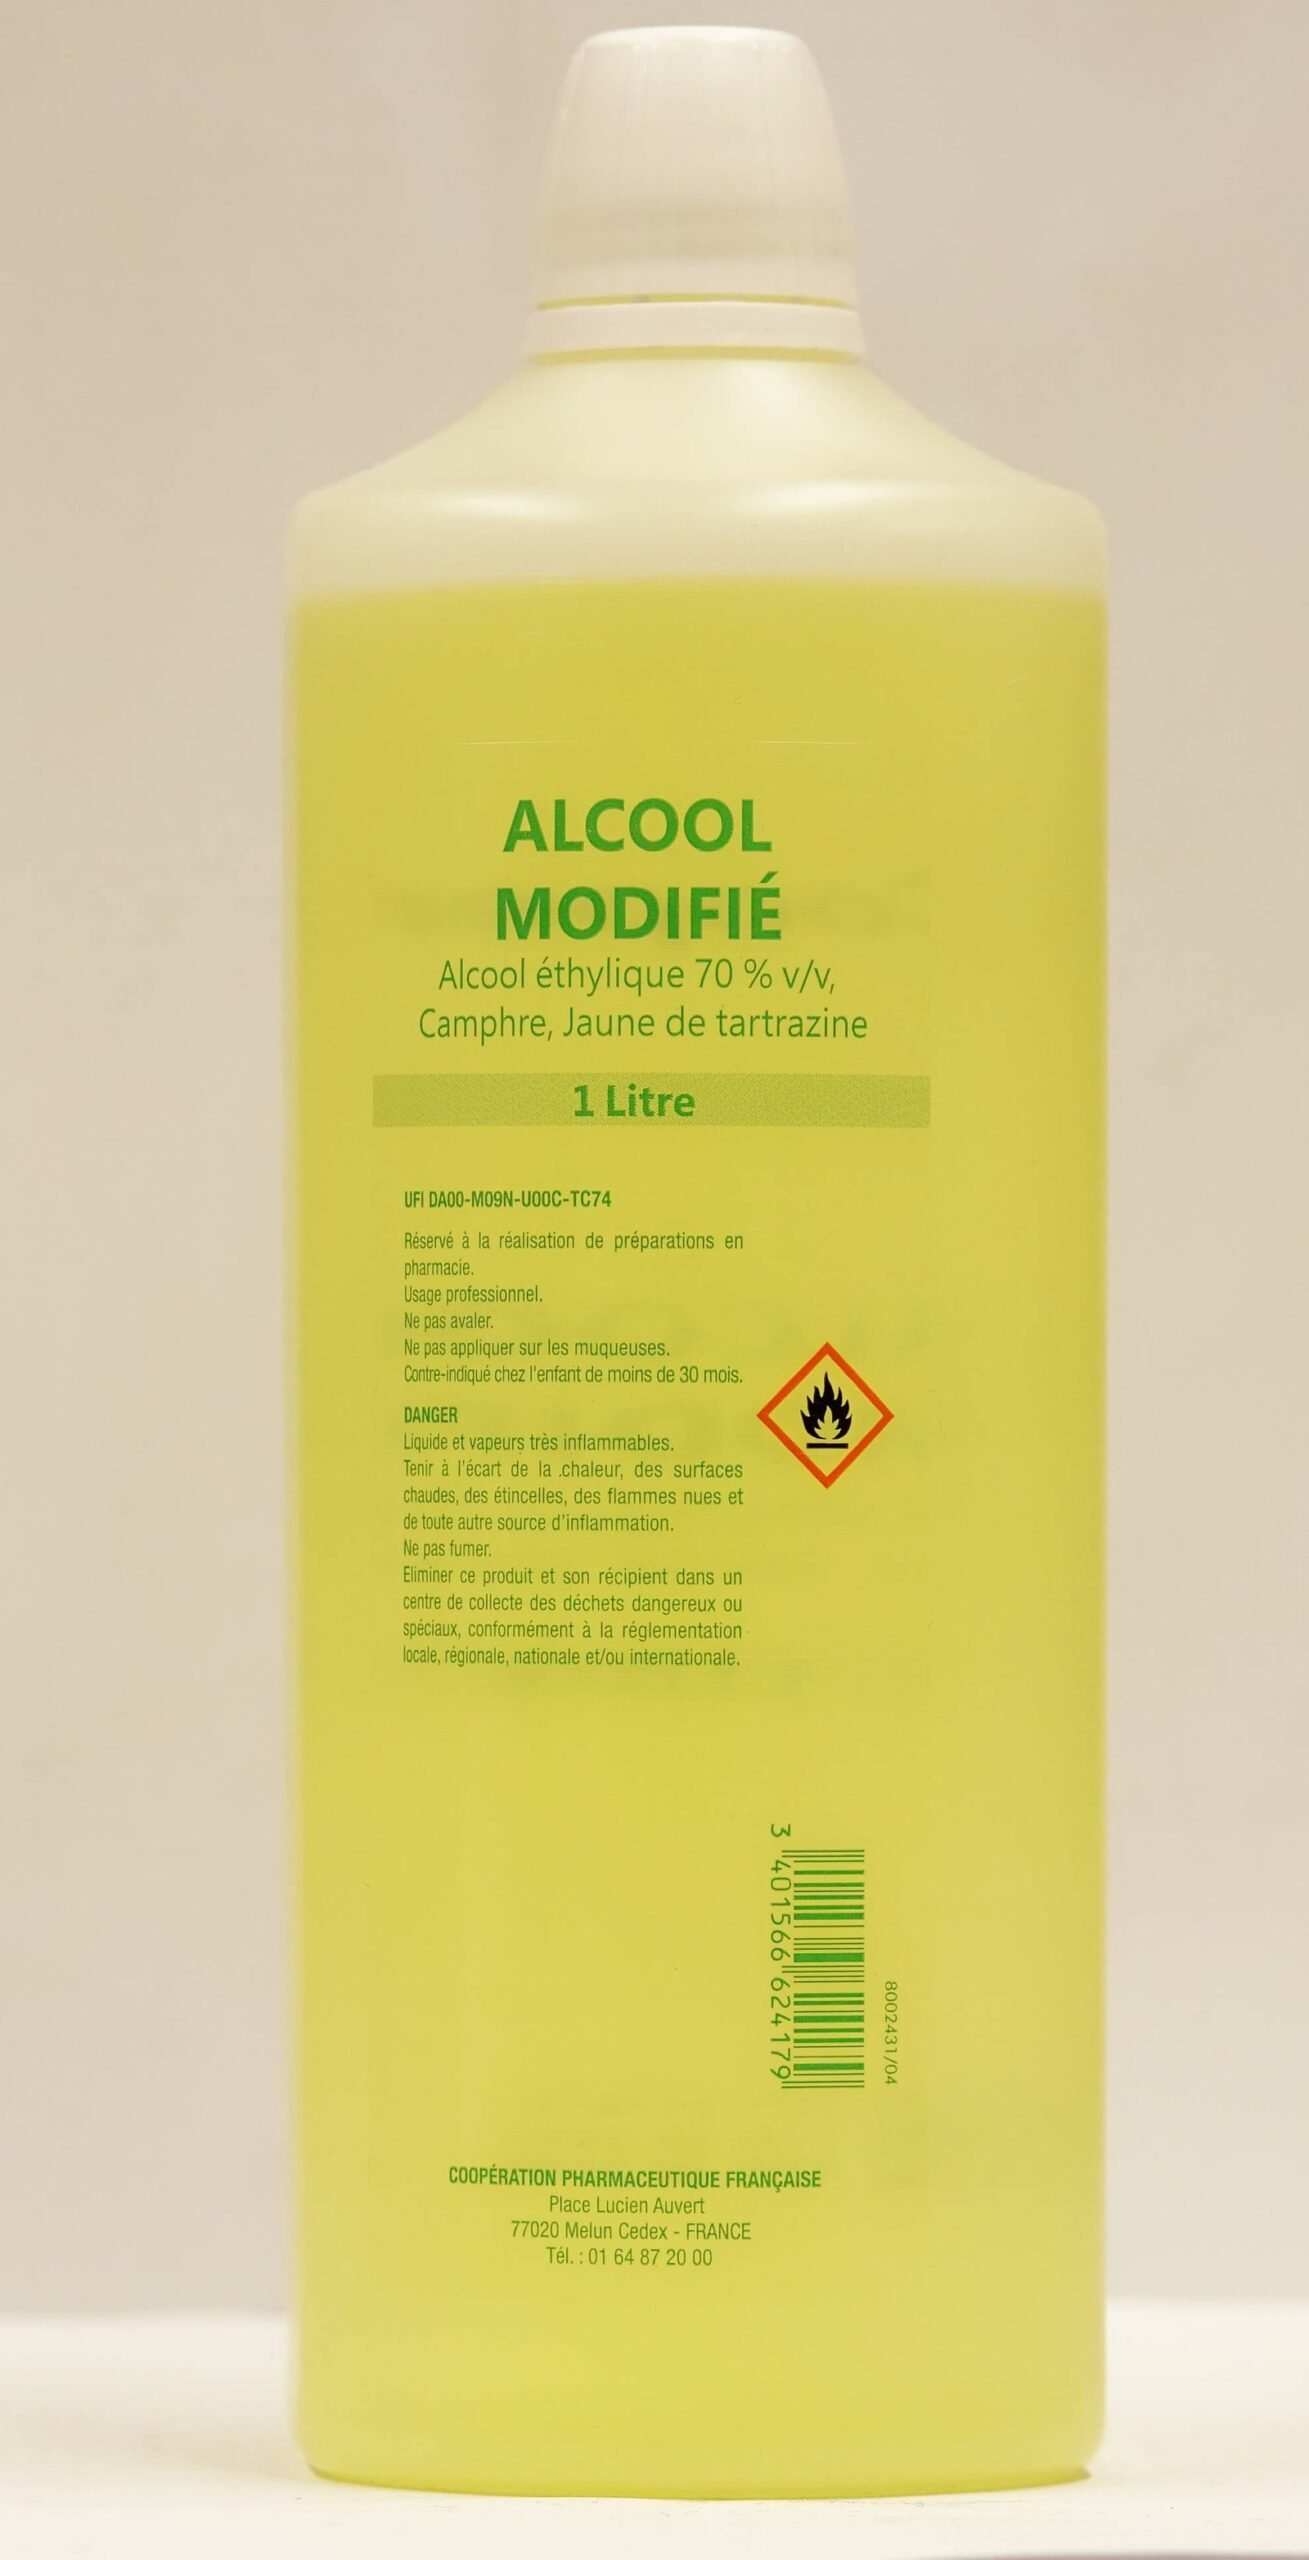 ALCOOL
MODIFIÉ
Alcool éthylique 70 % v/v,
Camphre, Jaune de tartrazine
1 Litre
UFI DA00-M09N-U00C-TC74
Réservé à la réalisation de préparations en
pharmacie.
Usage professionnel.
Ne pas avaler.
Ne pas appliquer sur les muqueuses.
Contre-indiqué chez l'enfant de moins de 30 mois.
DANGER
Liquide et vapeurs très inflammables.
Tenir à l'écart de la .chaleur, des surfaces
chaudes, des étincelles, des flammes nues et
de toute autre source d'inflammation.
Ne pas fumer.
Eliminer ce produit et son récipient dans un
centre de collecte des déchets dangereux ou
spéciaux, conformément à la réglementation
locale, régionale, nationale et/ou internationale.
3 401566 624179
8002431/04
COOPÉRATION PHARMACEUTIQUE FRANÇAISE
Place Lucien Auvert
77020 Melun Cedex - FRANCE
Tél. : 01 64 87 20 00